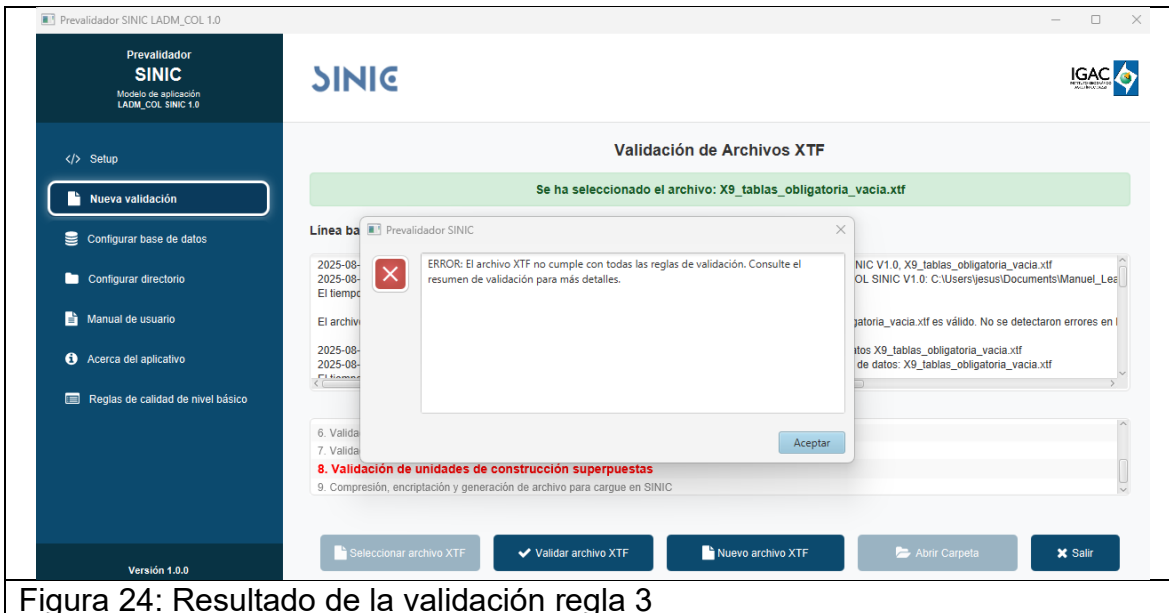 Prevalidador SINIC LADM_COL 1.0
Prevalidador
SINIC
Modelo de aplicación
LADM_COL SINIC 1.0
SINIC
IGAC
</> Setup
Nueva validación
Configurar base de datos
Configurar directorio
Manual de usuario
Acerca del aplicativo
Reglas de calidad de nivel básico
Versión 1.0.0
Validación de Archivos XTF
Se ha seleccionado el archivo: X9_tablas_obligatoria_vacia.xtf
Línea ba
2025-08- NIC V1.0, X9_tablas_obligatoria_vacia.xtf
2025-08- OL SINIC V1.0: C:\Users\jesus\Documents\Manuel_Lea
El tiempo
El archiv gatoria_vacia.xtf es válido. No se detectaron errores en l
2025-08- atos X9_tablas_obligatoria_vacia.xtf
2025-08- de datos: X9_tablas_obligatoria_vacia.xtf
Prevalidador SINIC
ERROR: El archivo XTF no cumple con todas las reglas de validación. Consulte el
resumen de validación para más detalles.
Aceptar
6. Valida
7. Valida
8. Validación de unidades de construcción superpuestas
9. Compresión, encriptación y generación de archivo para cargue en SINIC
Seleccionar archivo XTF
Validar archivo XTF
Nuevo archivo XTF
Abrir Carpeta
Salir
Figura 24: Resultado de la validación regla 3